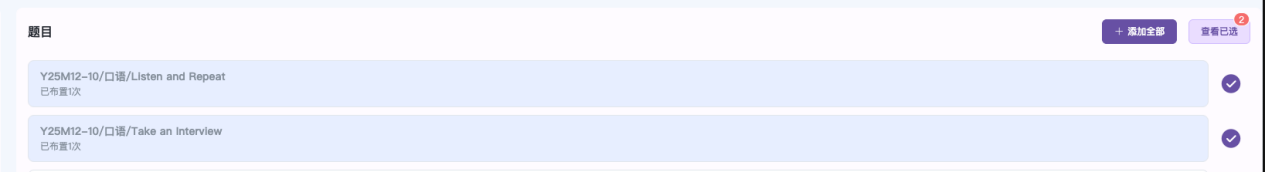 题目
+ 添加全部
查看已选
2
Y25M12-10/口语/Listen and Repeat
已布置1次
Y25M12-10/口语/Take an Interview
已布置1次